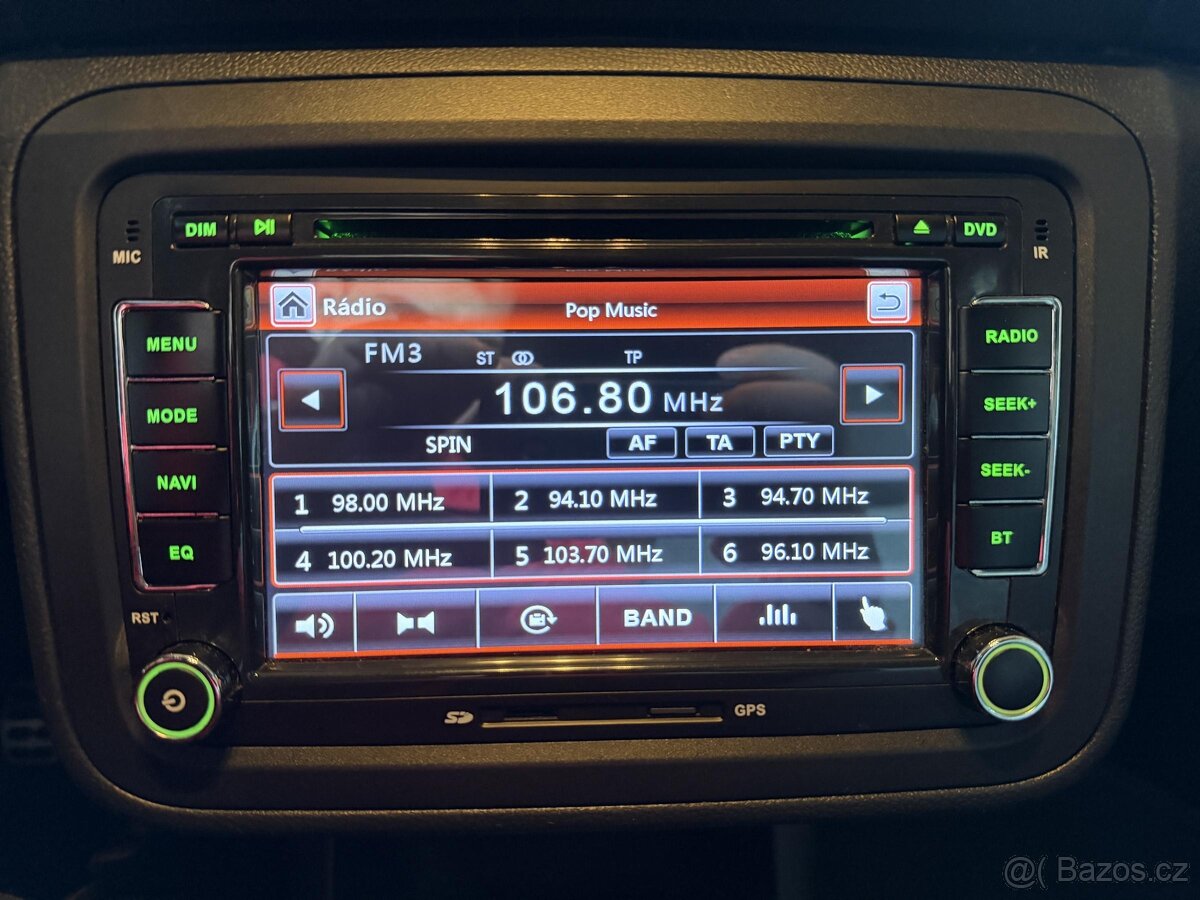 DIM
DVD
MIC
IR
Rádio Pop Music
MENU
MODE
NAVI
EQ
FM3 ST TP
106.80 MHz
SPIN AF TA PTY
1 98.00 MHz 2 94.10 MHz 3 94.70 MHz
4 100.20 MHz 5 103.70 MHz 6 96.10 MHz
BAND
RADIO
SEEK+
SEEK-
BT
RST
SD
GPS
@( Bazos.cz